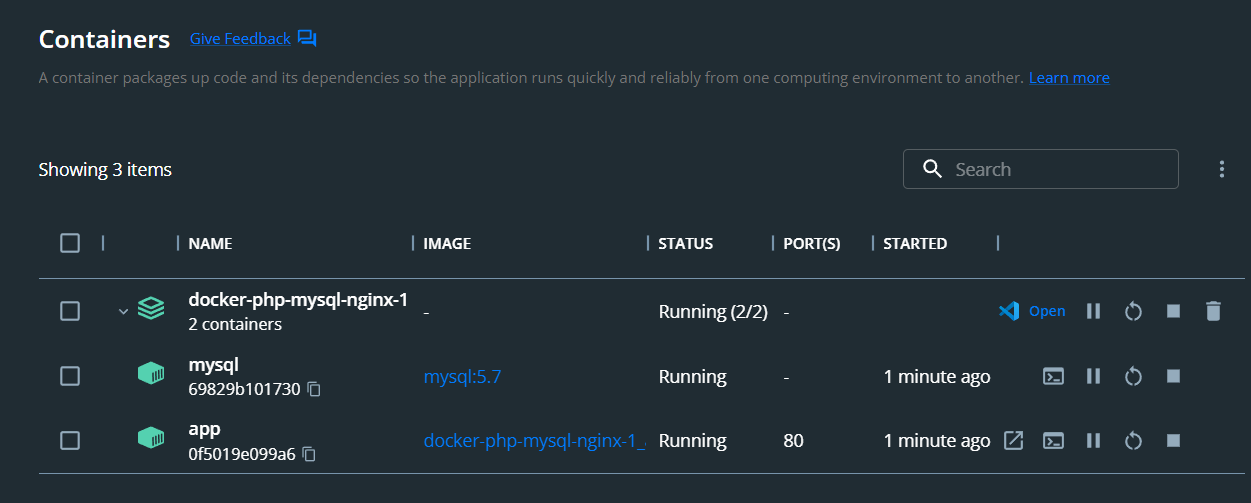 Containers Give Feedback
A container packages up code and its dependencies so the application runs quickly and reliably from one computing environment to another. Learn more
Showing 3 items
Search
NAME IMAGE STATUS PORT(S) STARTED
docker-php-mysql-nginx-1
2 containers
- Running (2/2) - Open
mysql
69829b101730
mysql:5.7 Running - 1 minute ago
app
0f5019e099a6
docker-php-mysql-nginx-1_ Running 80 1 minute ago